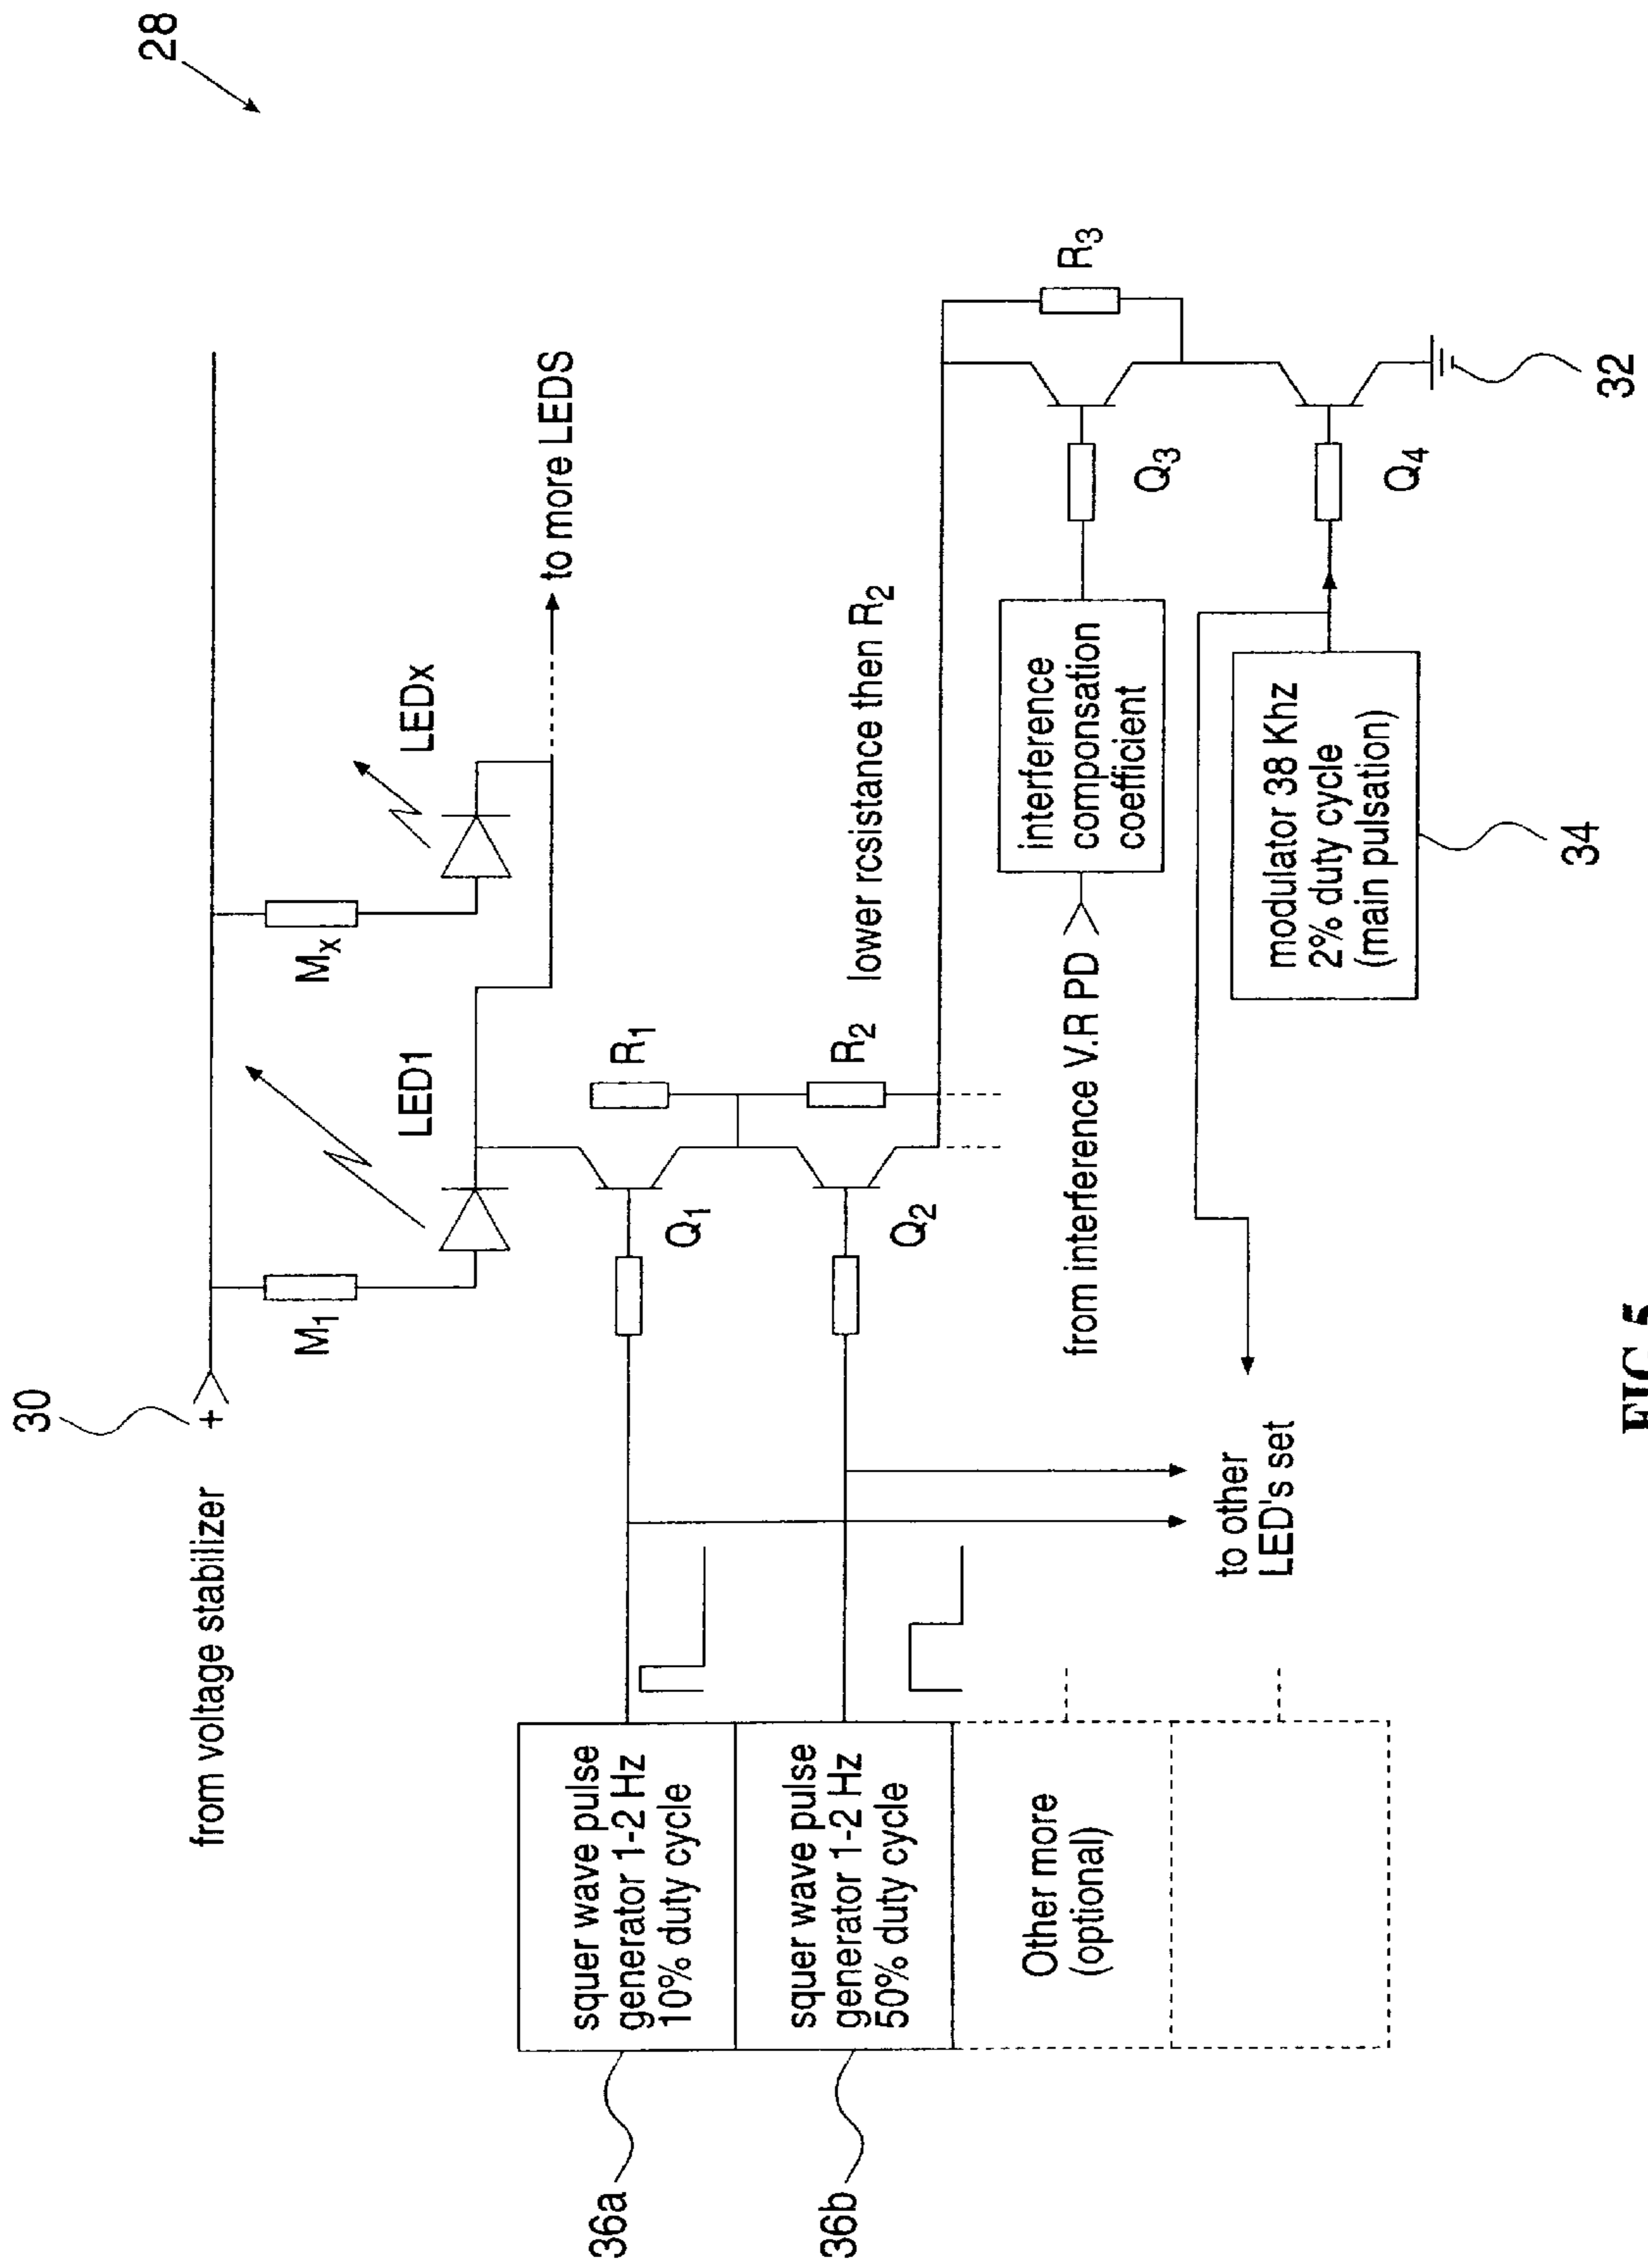 28
30
+
from voltage stabilizer
M1
LED1
Mx
LEDx
to more LEDS
R1
Q1
R2
Q2
lower rcsistance then R2
R3
Q3
Q4
32
36a
squer wave pulse
generator 1-2 Hz
10% duty cycle
36b
squer wave pulse
generator 1-2 Hz
50% duty cycle
Other more
(optional)
to other
LED's set
from interference V.R PD
interference
componsation
coefficient
modulator 38 Khz
2% duty cycle
(main pulsation)
34
FIG.5